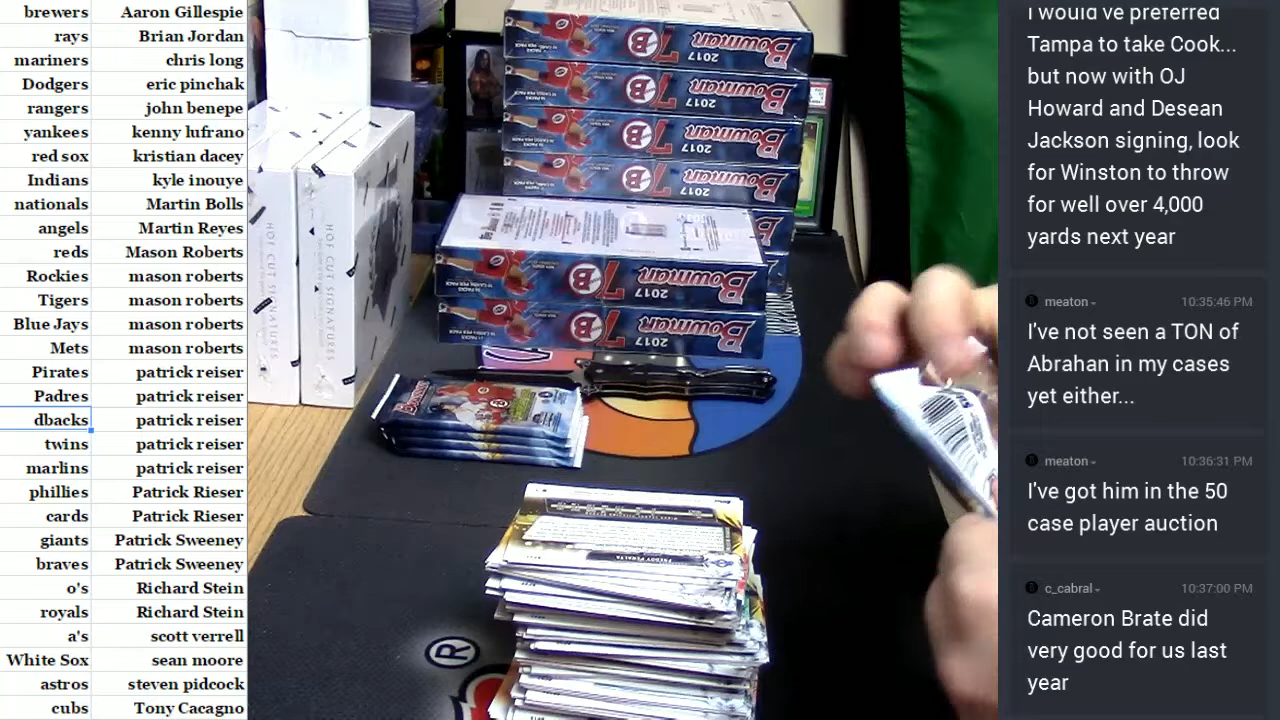 brewers Aaron Gillespie
rays Brian Jordan
mariners chris long
Dodgers eric pinchak
rangers john benepe
yankees kenny lufrano
red sox kristian dacey
Indians kyle inouye
nationals Martin Bolls
angels Martin Reyes
reds Mason Roberts
Rockies mason roberts
Tigers mason roberts
Blue Jays mason roberts
Mets mason roberts
Pirates patrick reiser
Padres patrick reiser
dbacks patrick reiser
twins patrick reiser
marlins patrick reiser
phillies Patrick Rieser
cards Patrick Rieser
giants Patrick Sweeney
braves Patrick Sweeney
o's Richard Stein
royals Richard Stein
a's scott verrell
White Sox sean moore
astros steven pidcock
cubs Tony Cacagno
2017 Bowman
2017 Bowman
2017 Bowman
2017 Bowman
2017 Bowman
2017 Bowman
HOF CUT SIGNATURES
HOF CUT SIGNATURES
BOWMAN
FREDDY PERALTA
®
I would've preferred
Tampa to take Cook...
but now with OJ
Howard and Desean
Jackson signing, look
for Winston to throw
for well over 4,000
yards next year
meaton 10:35:46 PM
I've not seen a TON of
Abrahan in my cases
yet either...
meaton 10:36:31 PM
I've got him in the 50
case player auction
c_cabral 10:37:00 PM
Cameron Brate did
very good for us last
year